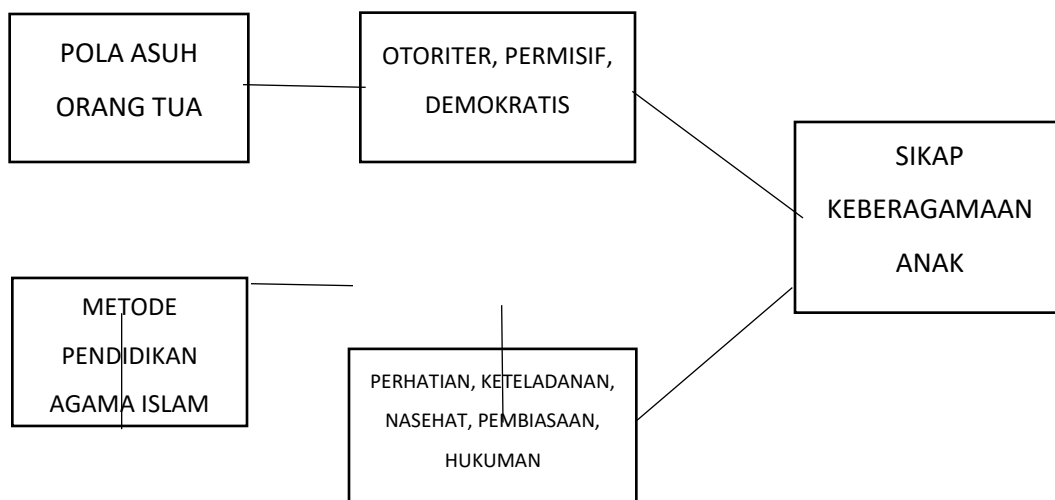 POLA ASUH
ORANG TUA
OTORITER, PERMISIF,
DEMOKRATIS
SIKAP
KEBERAGAMAAN
ANAK
METODE
PENDIDIKAN
AGAMA ISLAM
PERHATIAN, KETELADANAN,
NASEHAT, PEMBIASAAN,
HUKUMAN